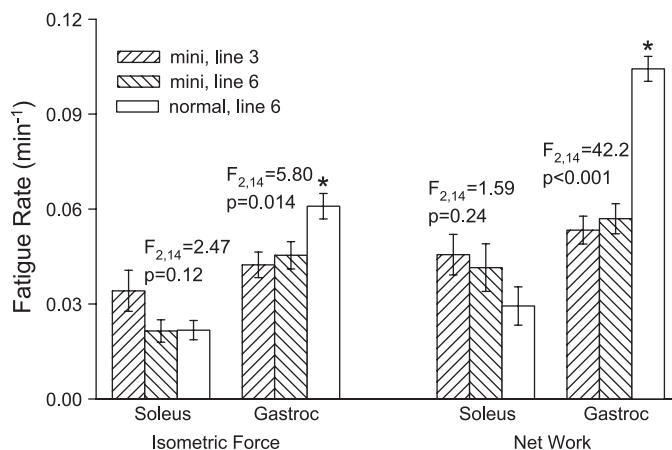 0.12
0.09
0.06
0.03
0.00
Fatigue Rate (min-1)
mini, line 3
mini, line 6
normal, line 6
F2,14=2.47
p=0.12
F2,14=5.80
p=0.014
*
F2,14=1.59
p=0.24
F2,14=42.2
p<0.001
*
Soleus Gastroc Soleus Gastroc
Isometric Force Net Work